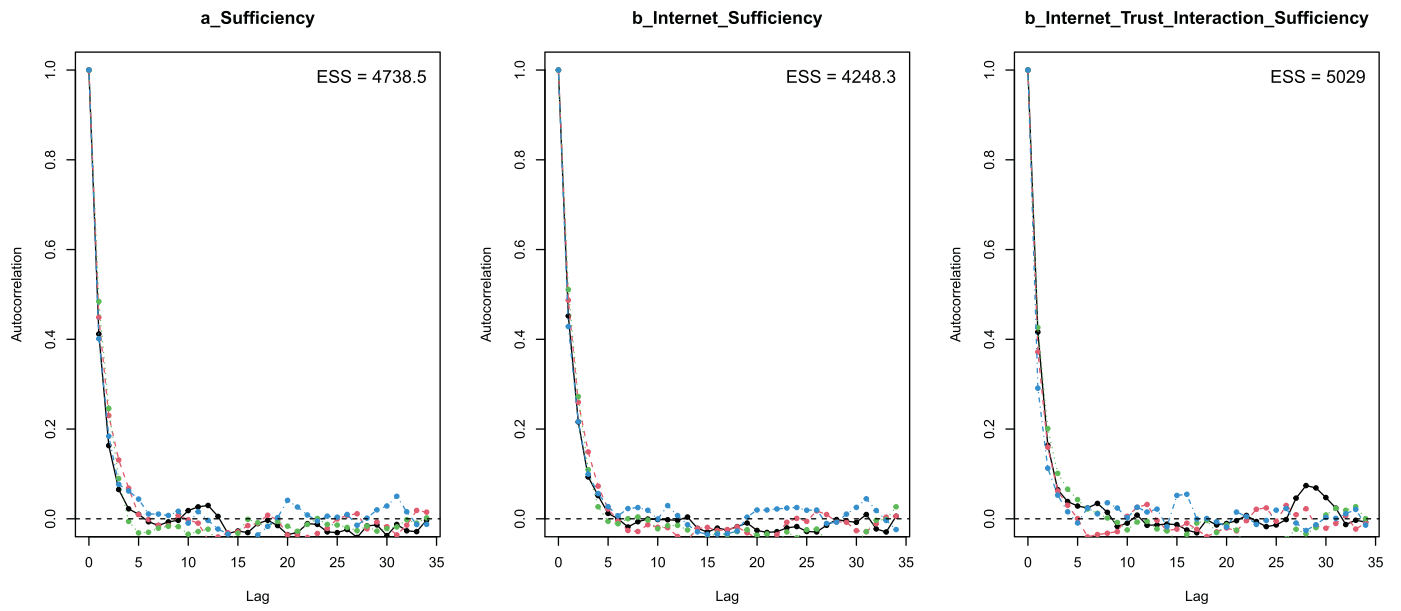 a_Sufficiency
ESS = 4738.5
Autocorrelation
1.0
0.8
0.6
0.4
0.2
0.0
0 5 10 15 20 25 30 35
Lag
b_Internet_Sufficiency
ESS = 4248.3
Autocorrelation
1.0
0.8
0.6
0.4
0.2
0.0
0 5 10 15 20 25 30 35
Lag
b_Internet_Trust_Interaction_Sufficiency
ESS = 5029
Autocorrelation
1.0
0.8
0.6
0.4
0.2
0.0
0 5 10 15 20 25 30 35
Lag